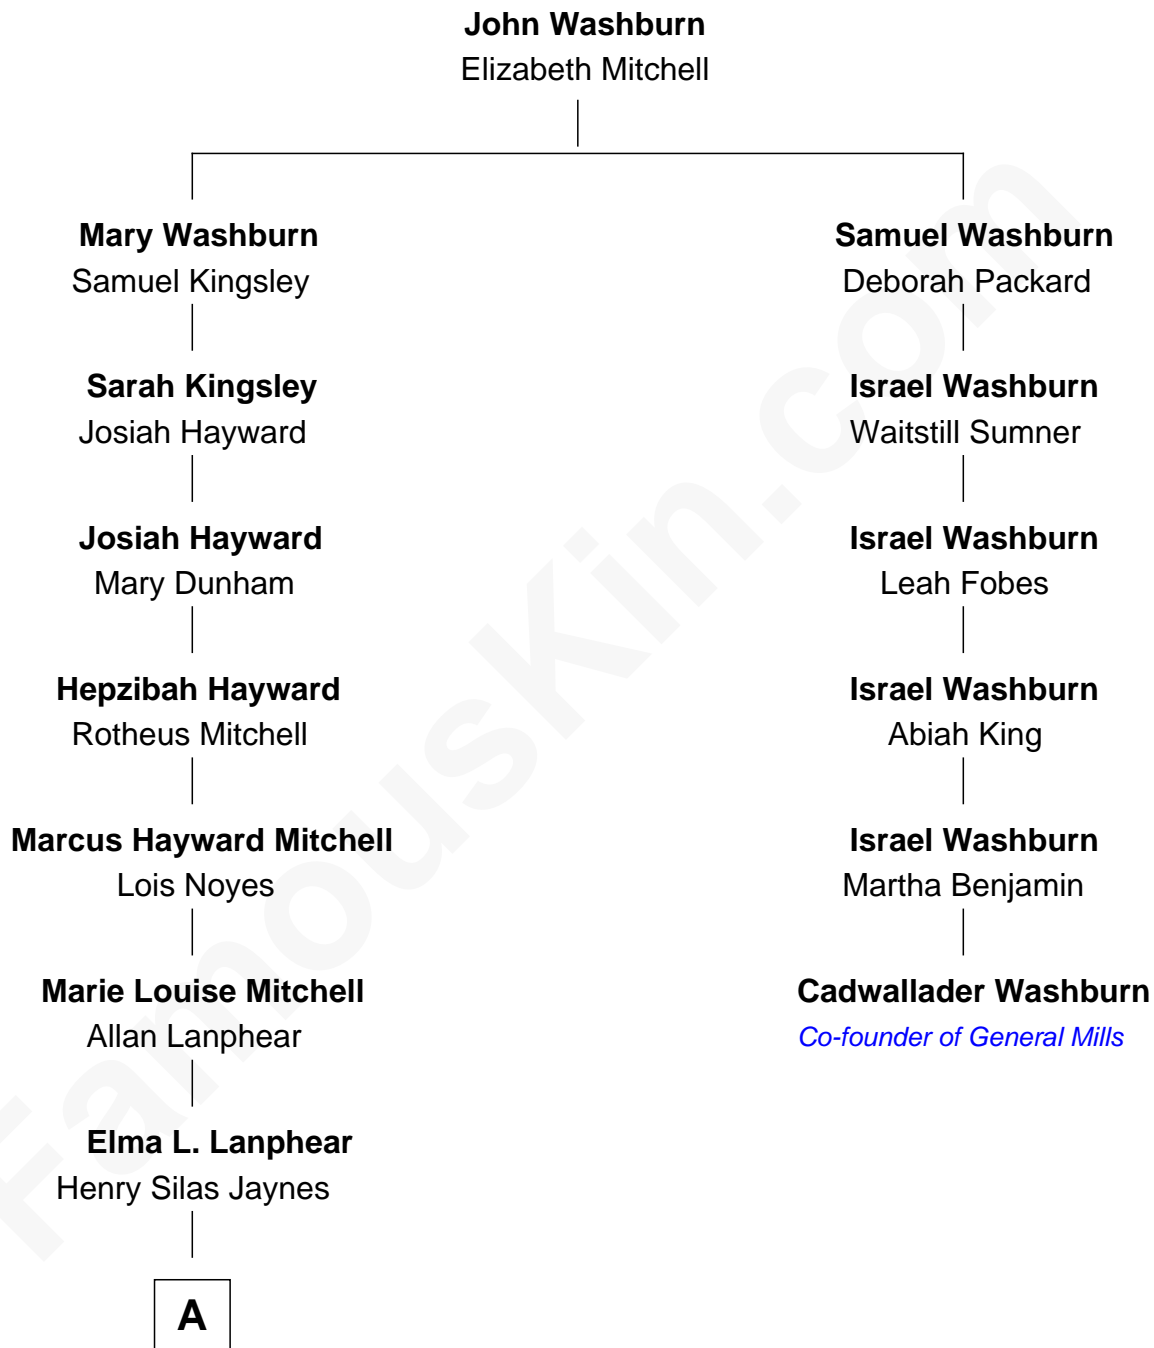 John Washburn
Elizabeth Mitchell
Mary Washburn
Samuel Kingsley
Samuel Washburn
Deborah Packard
Sarah Kingsley
Josiah Hayward
Israel Washburn
Waitstill Sumner
Josiah Hayward
Mary Dunham
Israel Washburn
Leah Fobes
Hepzibah Hayward
Rotheus Mitchell
Israel Washburn
Abiah King
Marcus Hayward Mitchell
Lois Noyes
Israel Washburn
Martha Benjamin
Marie Louise Mitchell
Allan Lanphear
Cadwallader Washburn
Co-founder of General Mills
Elma L. Lanphear
Henry Silas Jaynes
A
FamousKin.com